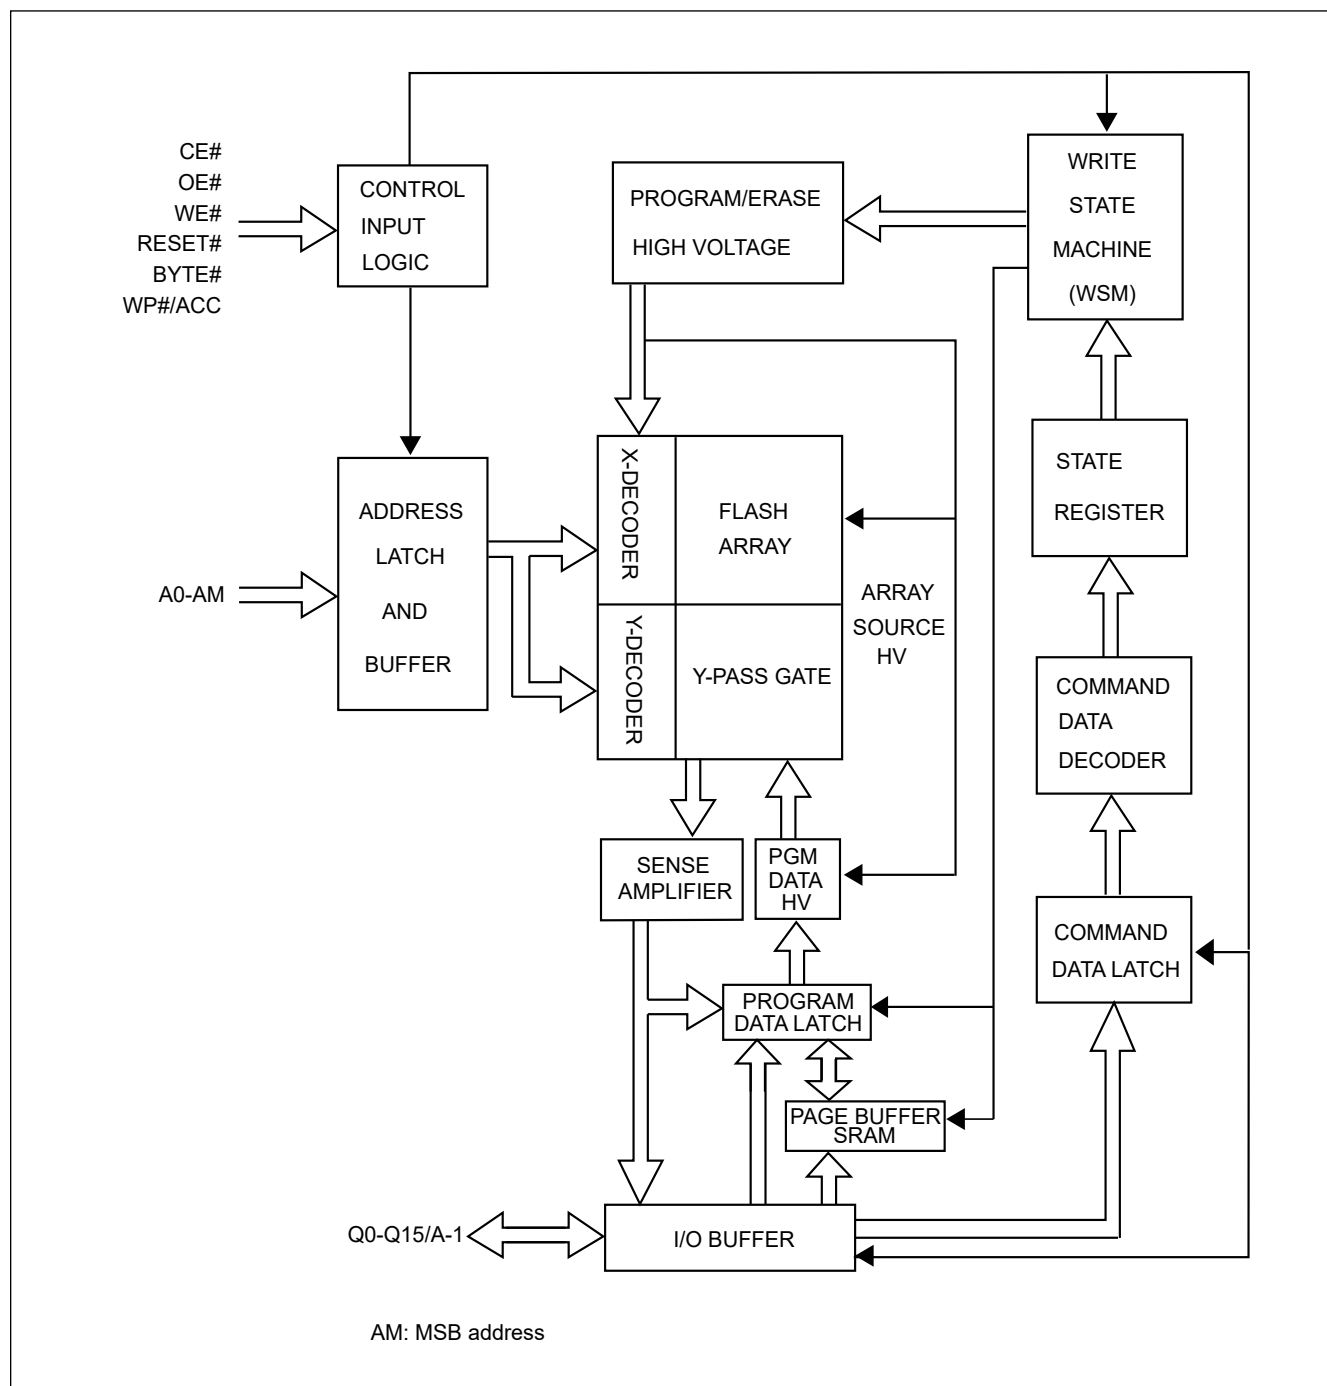 CE#
OE#
WE#
RESET#
BYTE#
WP#/ACC
CONTROL
INPUT
LOGIC
PROGRAM/ERASE
HIGH VOLTAGE
WRITE
STATE
MACHINE
(WSM)
STATE
REGISTER
A0-AM
ADDRESS
LATCH
AND
BUFFER
X-DECODER
FLASH
ARRAY
Y-DECODER
Y-PASS GATE
ARRAY
SOURCE
HV
COMMAND
DATA
DECODER
SENSE
AMPLIFIER
PGM
DATA
HV
COMMAND
DATA LATCH
PROGRAM
DATA LATCH
PAGE BUFFER
SRAM
Q0-Q15/A-1
I/O BUFFER
AM: MSB address